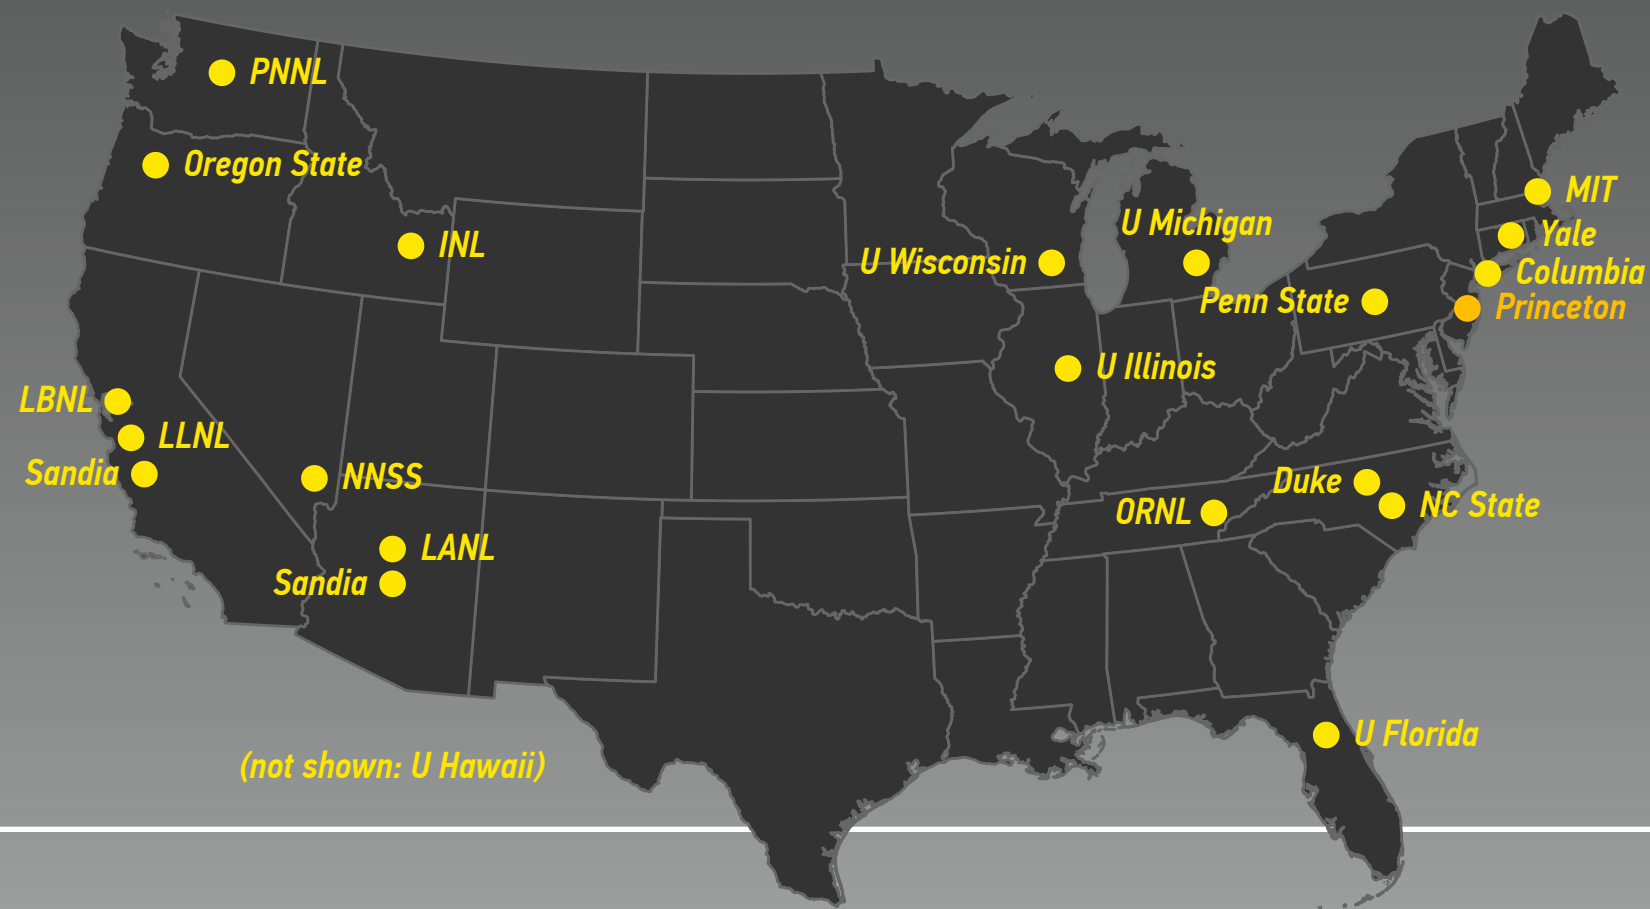 PNNL
Oregon State
MIT
U Michigan
Yale
INL
U Wisconsin
Columbia
Penn State
Princeton
U Illinois
LBNL
LLNL
Sandia
NNSS
Duke
NC State
ORNL
LANL
Sandia
U Florida
(not shown: U Hawaii)